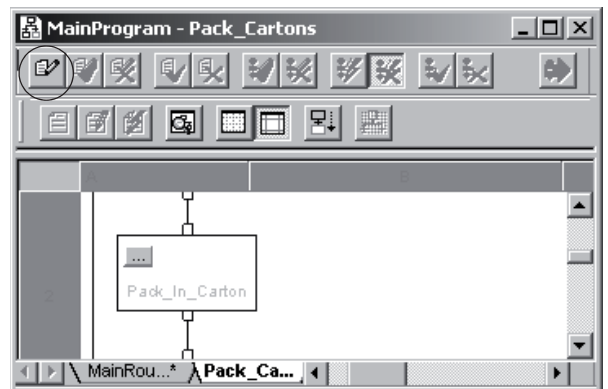 MainProgram - Pack_Cartons
A B
...
Pack_In_Carton
2
MainRou...* Pack_Ca...